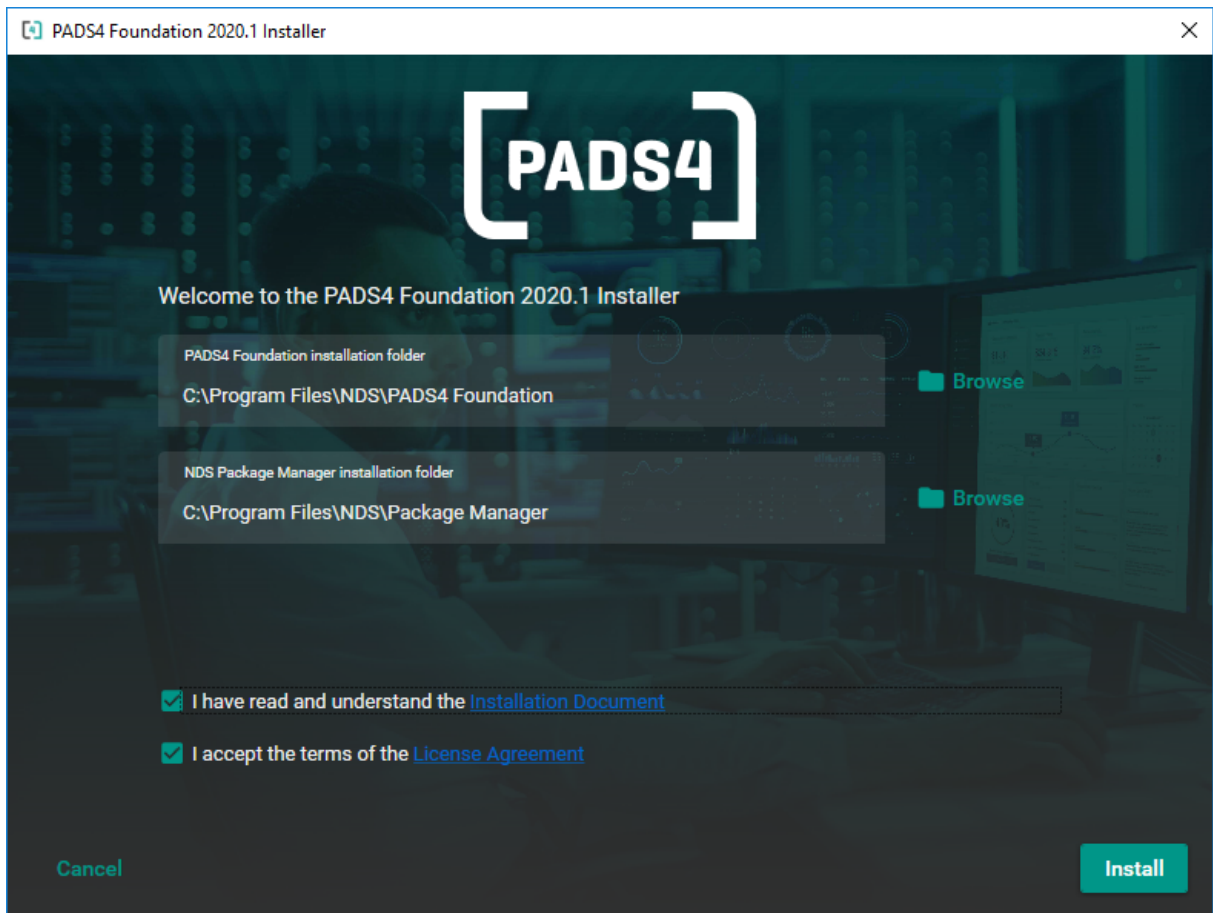 PADS4 Foundation 2020.1 Installer
PADS4
Welcome to the PADS4 Foundation 2020.1 Installer
PADS4 Foundation installation folder
C:\Program Files\NDS\PADS4 Foundation
Browse
NDS Package Manager installation folder
C:\Program Files\NDS\Package Manager
Browse
I have read and understand the Installation Document
I accept the terms of the License Agreement
Cancel
Install